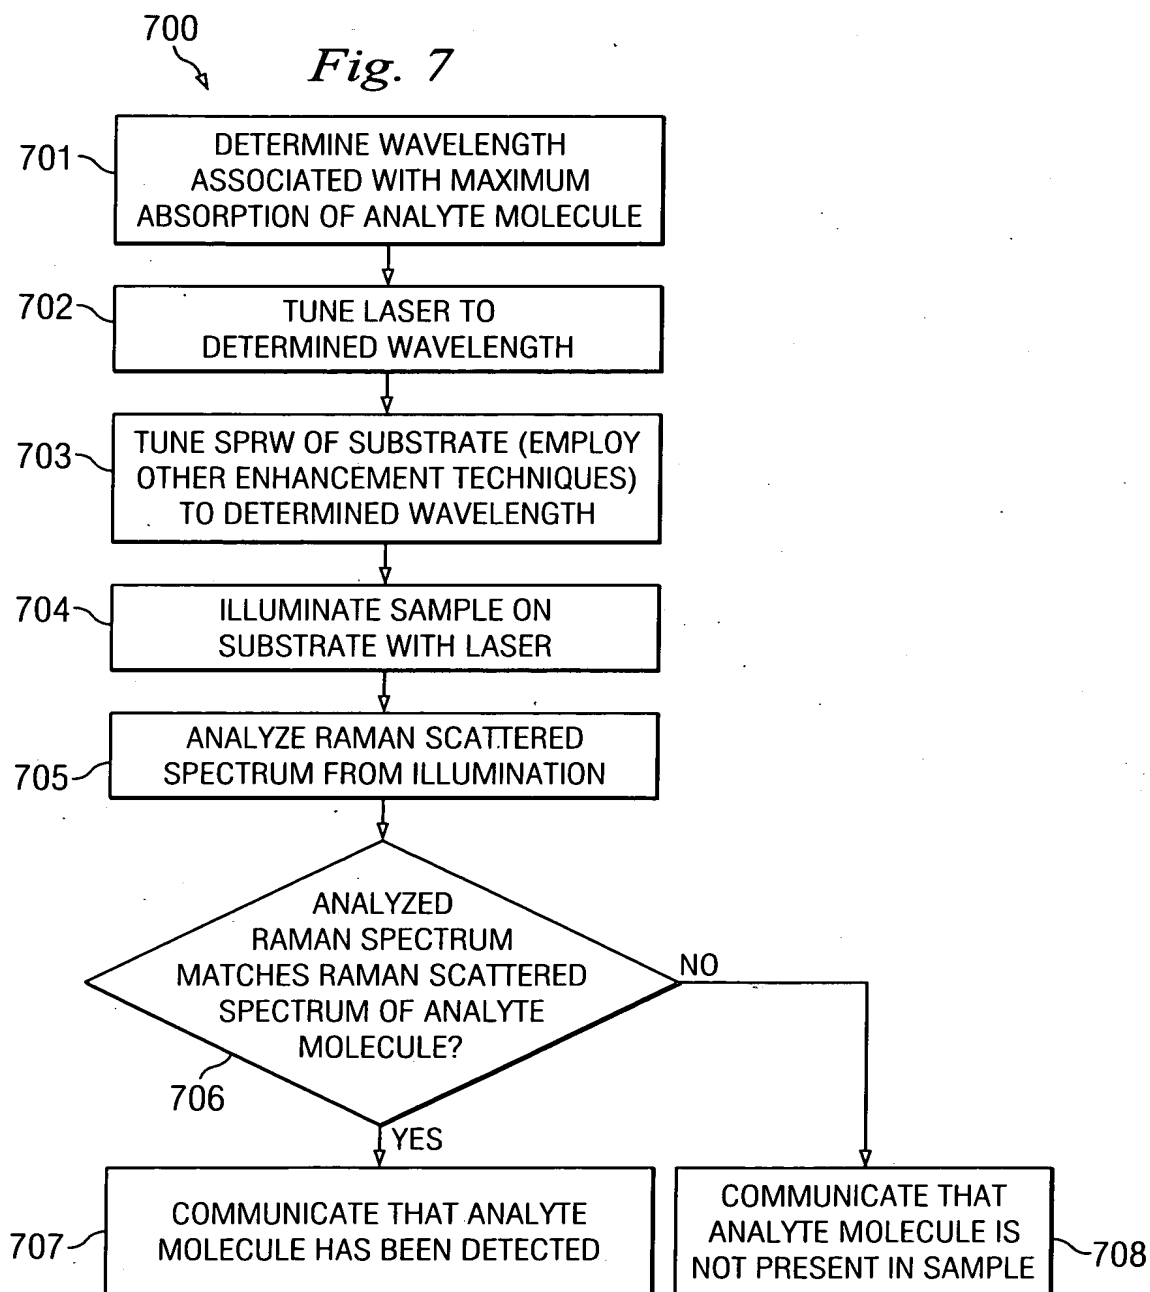 700
Fig. 7
701
DETERMINE WAVELENGTH
ASSOCIATED WITH MAXIMUM
ABSORPTION OF ANALYTE MOLECULE
702
TUNE LASER TO
DETERMINED WAVELENGTH
703
TUNE SPRW OF SUBSTRATE (EMPLOY
OTHER ENHANCEMENT TECHNIQUES)
TO DETERMINED WAVELENGTH
704
ILLUMINATE SAMPLE ON
SUBSTRATE WITH LASER
705
ANALYZE RAMAN SCATTERED
SPECTRUM FROM ILLUMINATION
ANALYZED
RAMAN SPECTRUM
MATCHES RAMAN SCATTERED
SPECTRUM OF ANALYTE
MOLECULE?
NO
706
YES
707
COMMUNICATE THAT ANALYTE
MOLECULE HAS BEEN DETECTED
COMMUNICATE THAT
ANALYTE MOLECULE IS
NOT PRESENT IN SAMPLE
708